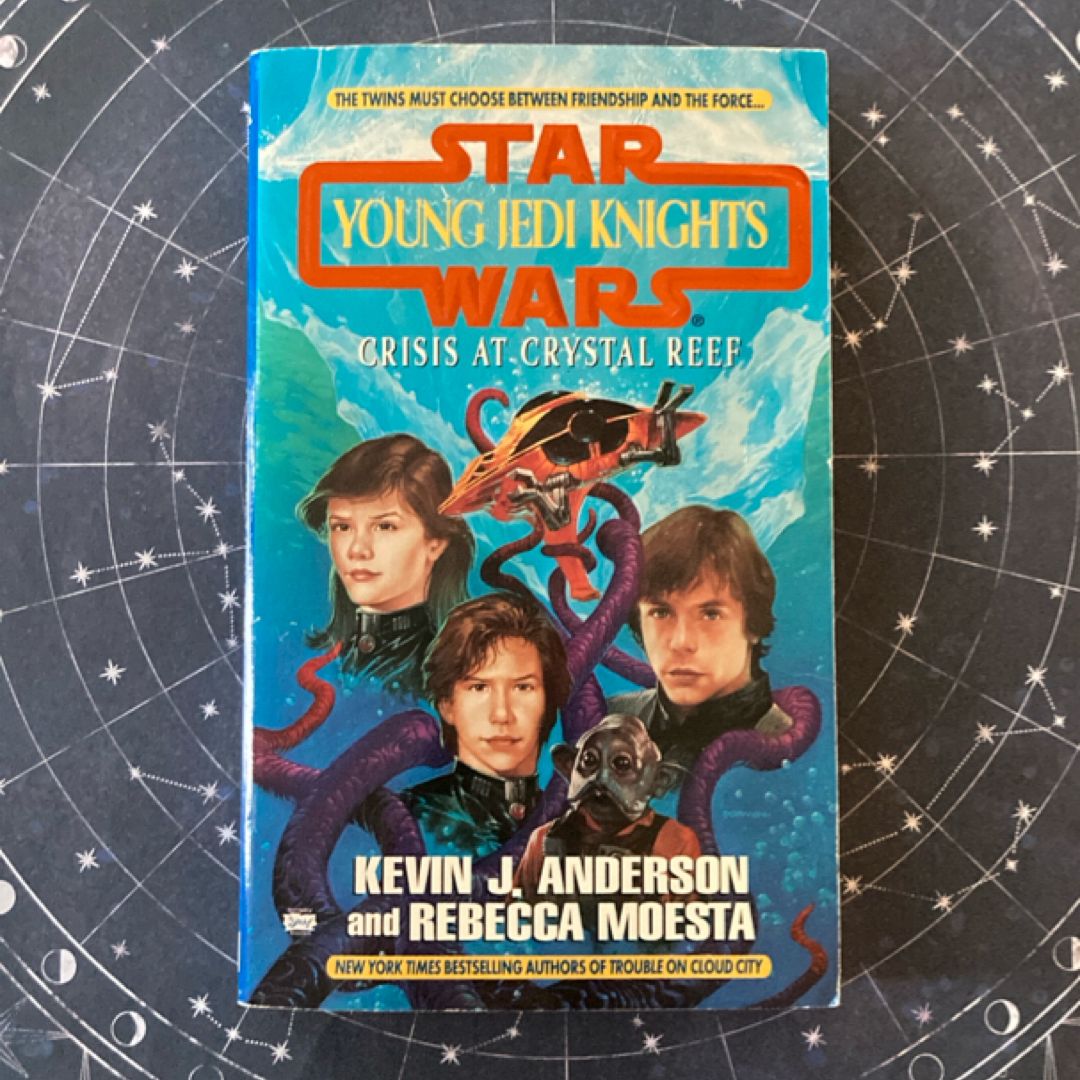 THE TWINS MUST CHOOSE BETWEEN FRIENDSHIP AND THE FORCE...
STAR
YOUNG JEDI KNIGHTS
WARS®
CRISIS AT CRYSTAL REEF
KEVIN J. ANDERSON
and REBECCA MOESTA
NEW YORK TIMES BESTSELLING AUTHORS OF TROUBLE ON CLOUD CITY